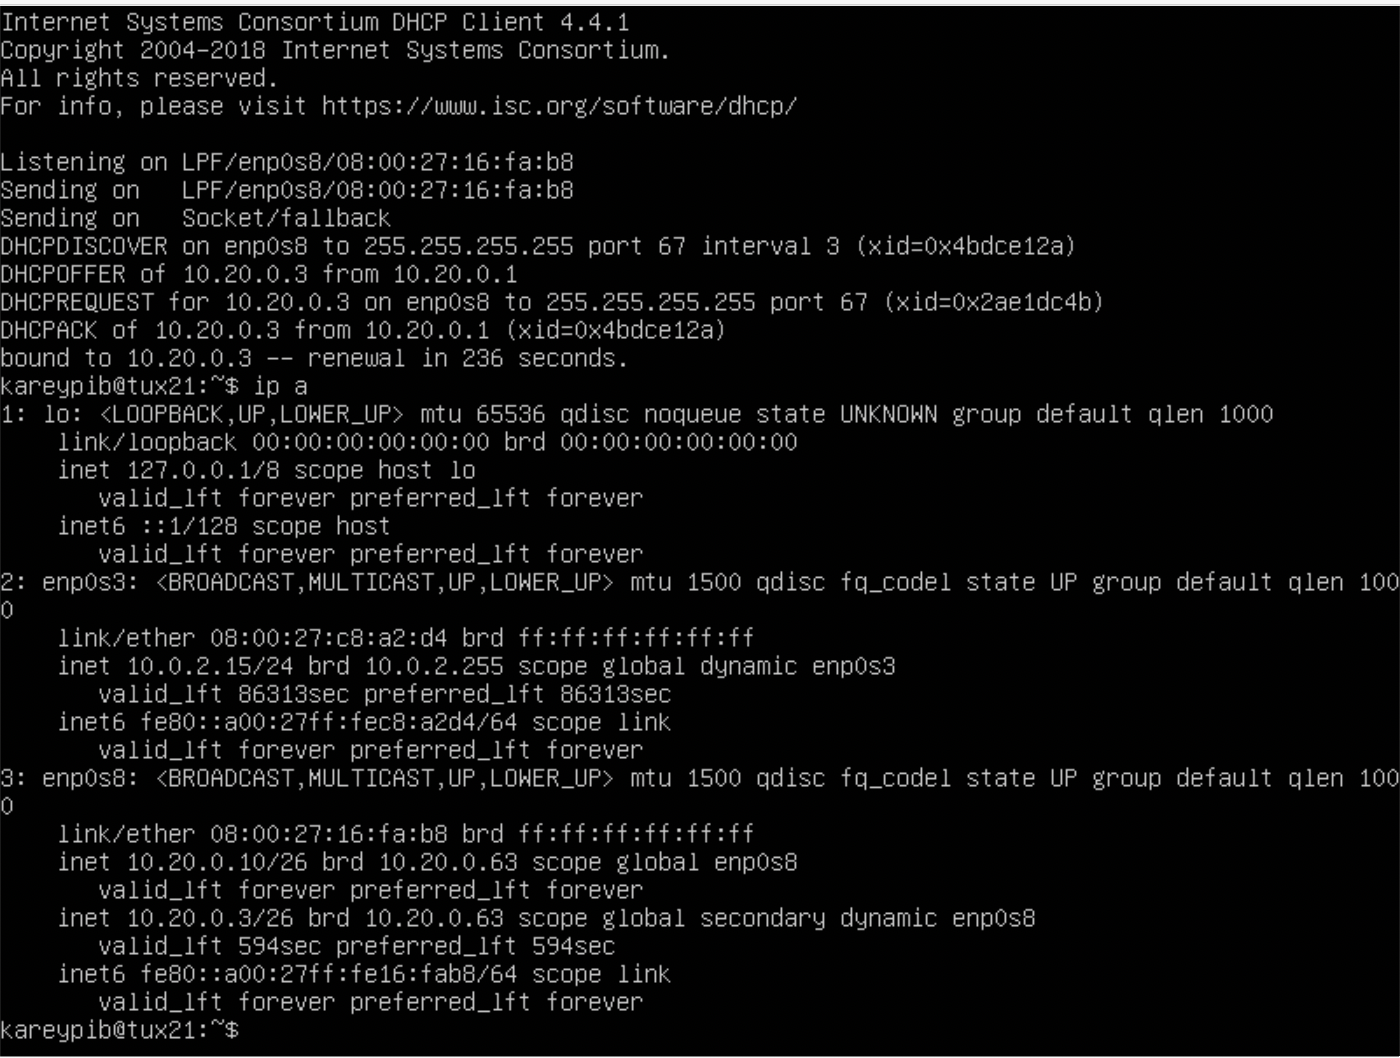 Internet Systems Consortium DHCP Client 4.4.1
Copyright 2004-2018 Internet Systems Consortium.
All rights reserved.
For info, please visit https://www.isc.org/software/dhcp/

Listening on LPF/enp0s8/08:00:27:16:fa:b8
Sending on   LPF/enp0s8/08:00:27:16:fa:b8
Sending on   Socket/fallback
DHCPDISCOVER on enp0s8 to 255.255.255.255 port 67 interval 3 (xid=0x4bdce12a)
DHCPOFFER of 10.20.0.3 from 10.20.0.1
DHCPREQUEST for 10.20.0.3 on enp0s8 to 255.255.255.255 port 67 (xid=0x2ae1dc4b)
DHCPACK of 10.20.0.3 from 10.20.0.1 (xid=0x4bdce12a)
bound to 10.20.0.3 -- renewal in 236 seconds.
kareypib@tux21:~$ ip a
1: lo: <LOOPBACK,UP,LOWER_UP> mtu 65536 qdisc noqueue state UNKNOWN group default qlen 1000
    link/loopback 00:00:00:00:00:00 brd 00:00:00:00:00:00
    inet 127.0.0.1/8 scope host lo
       valid_lft forever preferred_lft forever
    inet6 ::1/128 scope host
       valid_lft forever preferred_lft forever
2: enp0s3: <BROADCAST,MULTICAST,UP,LOWER_UP> mtu 1500 qdisc fq_codel state UP group default qlen 100
0
    link/ether 08:00:27:c8:a2:d4 brd ff:ff:ff:ff:ff:ff
    inet 10.0.2.15/24 brd 10.0.2.255 scope global dynamic enp0s3
       valid_lft 86313sec preferred_lft 86313sec
    inet6 fe80::a00:27ff:fec8:a2d4/64 scope link
       valid_lft forever preferred_lft forever
3: enp0s8: <BROADCAST,MULTICAST,UP,LOWER_UP> mtu 1500 qdisc fq_codel state UP group default qlen 100
0
    link/ether 08:00:27:16:fa:b8 brd ff:ff:ff:ff:ff:ff
    inet 10.20.0.10/26 brd 10.20.0.63 scope global enp0s8
       valid_lft forever preferred_lft forever
    inet 10.20.0.3/26 brd 10.20.0.63 scope global secondary dynamic enp0s8
       valid_lft 594sec preferred_lft 594sec
    inet6 fe80::a00:27ff:fe16:fab8/64 scope link
       valid_lft forever preferred_lft forever
kareypib@tux21:~$